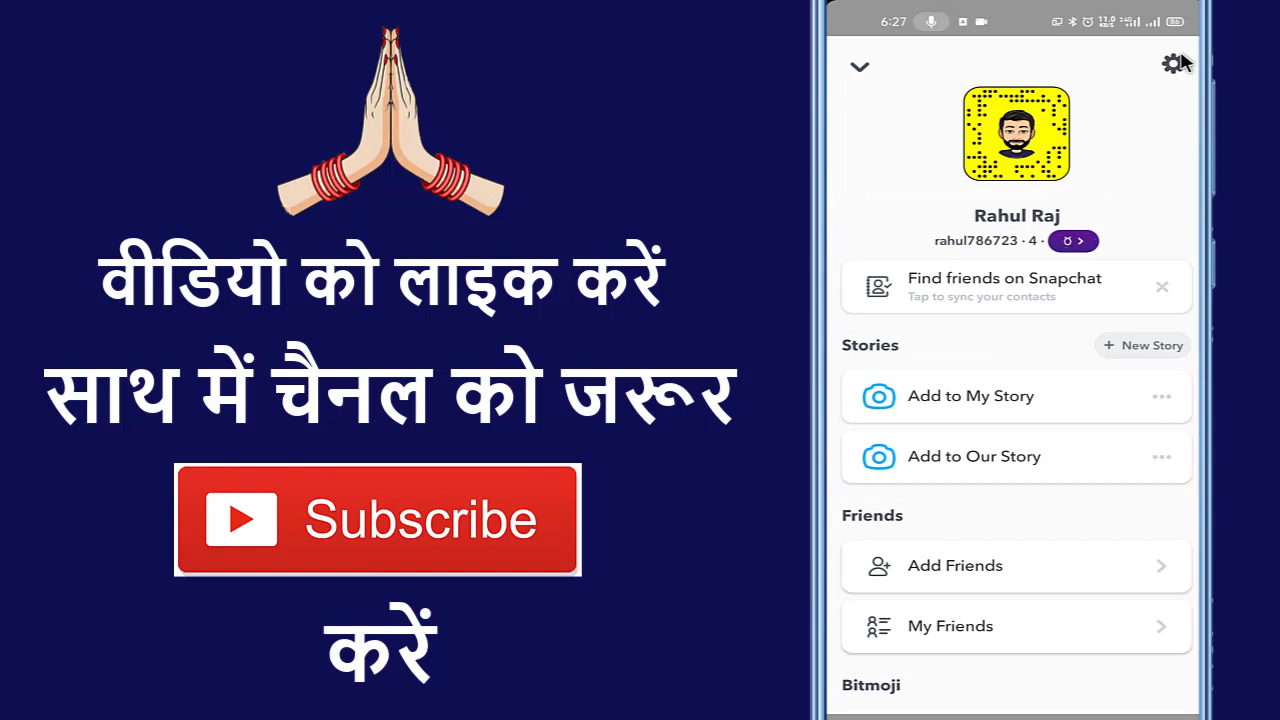 वीडियो को लाइक करें
साथ में चैनल को जरूर
Subscribe
करें
6:27
Rahul Raj
rahul786723 · 4 ·
Find friends on Snapchat
Tap to sync your contacts
Stories
+ New Story
Add to My Story
Add to Our Story
Friends
Add Friends
My Friends
Bitmoji